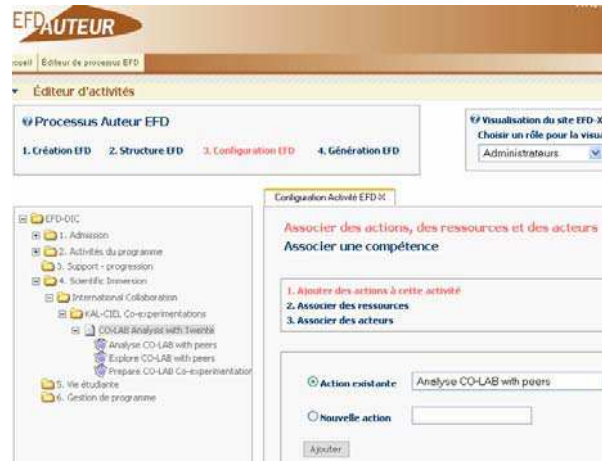 EFD
AUTEUR
Éditeur de processus EFD
Éditeur d'activités
Processus Auteur EFD
1. Création EFD 2. Structure EFD 3. Configuration EFD 4. Génération EFD
Visualisation du site EFD-X
Choisir un rôle pour la visua
Administrateurs
Configuration Activité EFD-X
EFD-DIC
1. Admission
2. Activités du programme
3. Support - progression
4. Scientific Immersion
International Collaboration
KAL-CIEL Co-experimentations
CO-LAB Analysis with Twente
Analyse CO-LAB with peers
Explore CO-LAB with peers
Prepare CO-LAB Co-experimentation
5. Vie étudiante
6. Gestion de programme
Associer des actions, des ressources et des acteurs
Associer une compétence
1. Ajouter des actions à cette activité
2. Associer des ressources
3. Associer des acteurs
Action existante Analyse CO-LAB with peers
Nouvelle action
Ajouter